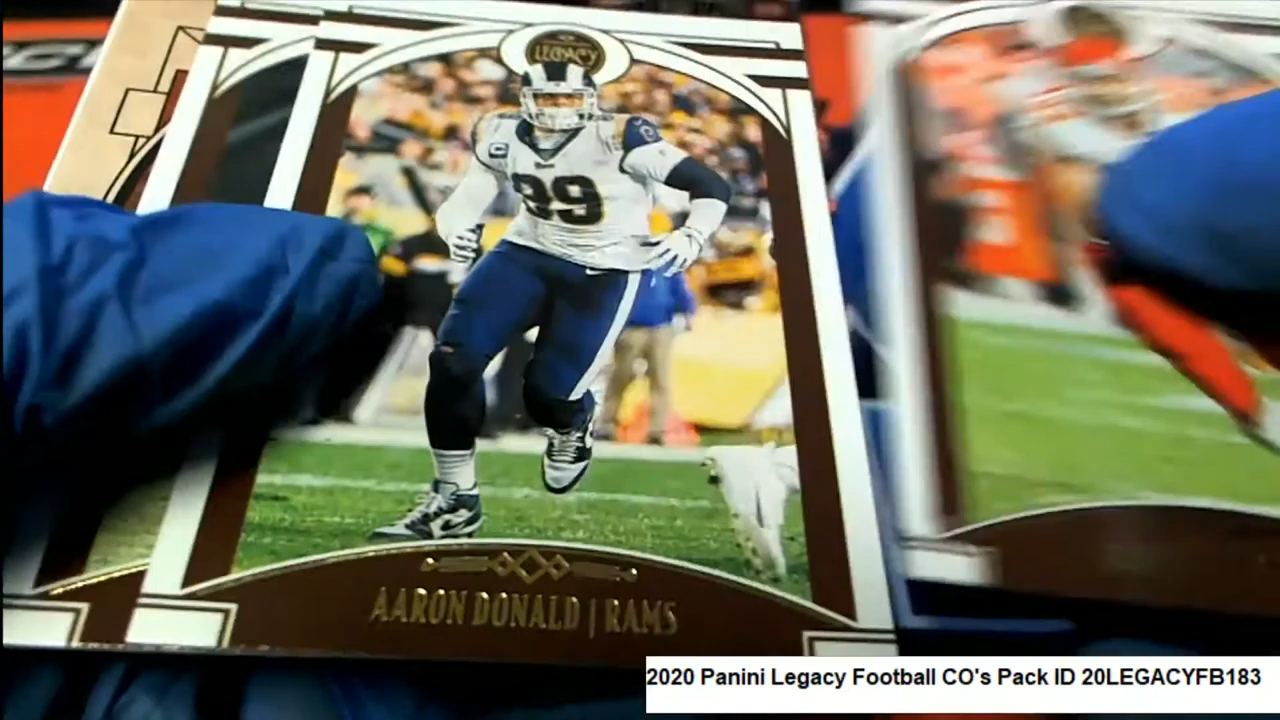 LEGACY
99
C
AARON DONALD | RAMS
2020 Panini Legacy Football CO's Pack ID 20LEGACYFB183